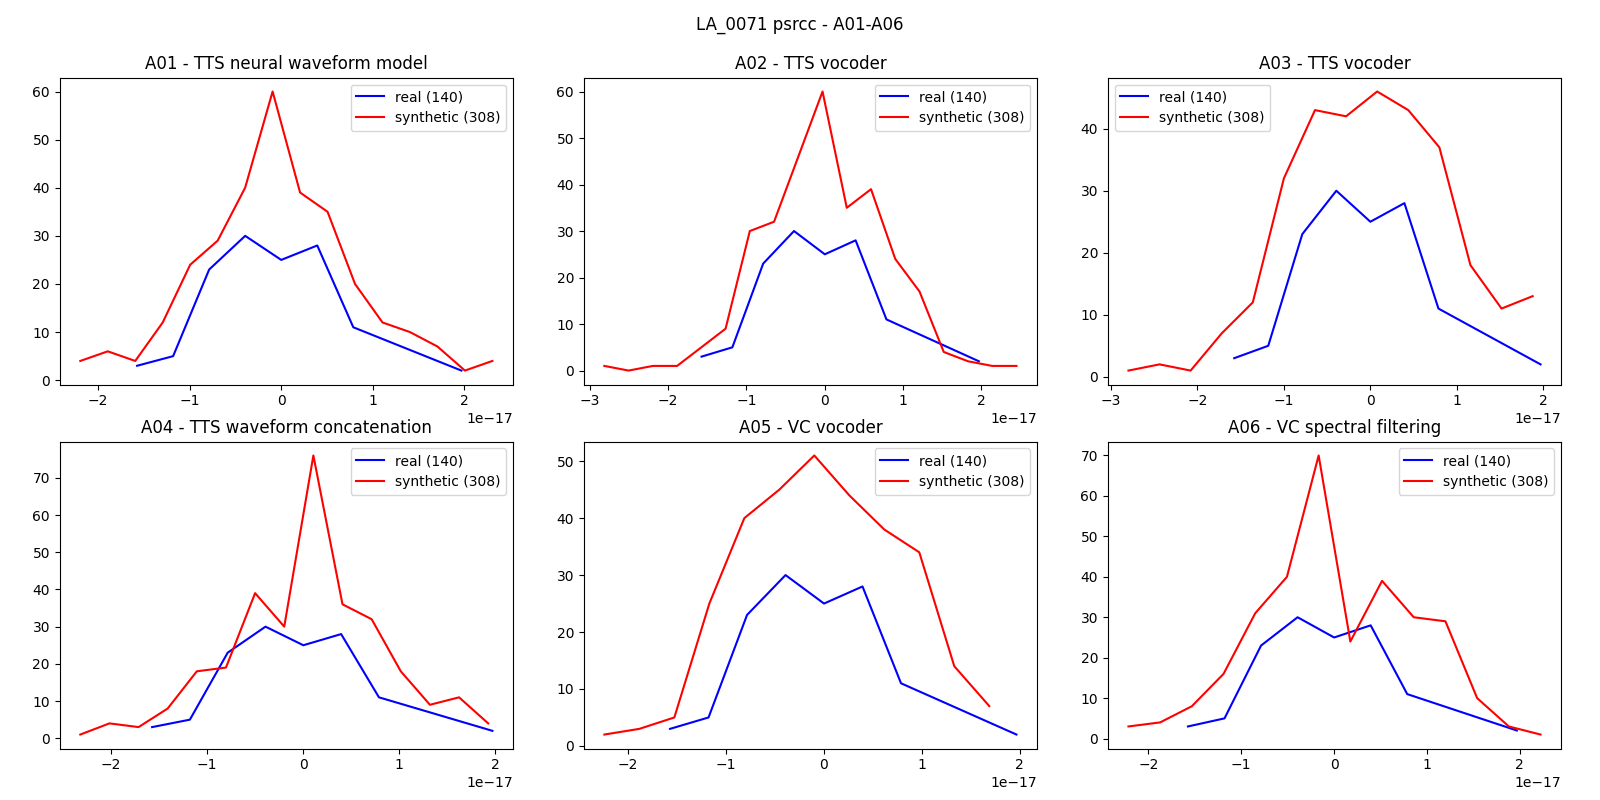 LA_0071 psrcc - A01-A06
A01 - TTS neural waveform model
60
50
40
30
20
10
0
real (140)
synthetic (308)
−2
−1
0
1
2
1e−17
A02 - TTS vocoder
60
50
40
30
20
10
0
real (140)
synthetic (308)
−3
−2
−1
0
1
2
1e−17
A03 - TTS vocoder
40
30
20
10
0
real (140)
synthetic (308)
−3
−2
−1
0
1
2
1e−17
A04 - TTS waveform concatenation
70
60
50
40
30
20
10
0
real (140)
synthetic (308)
−2
−1
0
1
2
1e−17
A05 - VC vocoder
50
40
30
20
10
0
real (140)
synthetic (308)
−2
−1
0
1
2
1e−17
A06 - VC spectral filtering
70
60
50
40
30
20
10
0
real (140)
synthetic (308)
−2
−1
0
1
2
1e−17